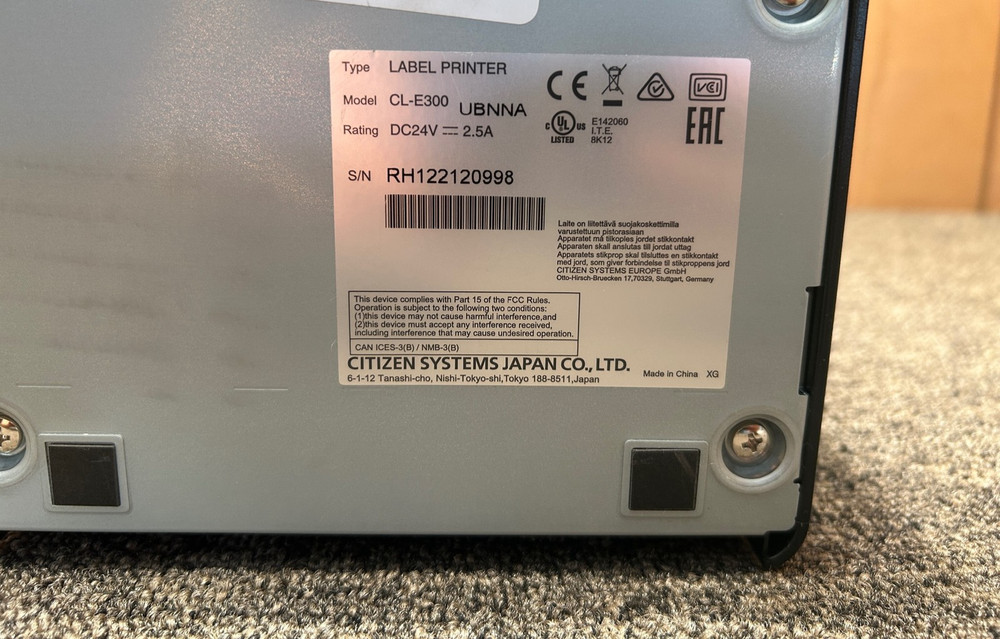 Type LABEL PRINTER
Model CL-E300 UBNNA
Rating DC24V ⎓ 2.5A
CE
VCI
C UL US
LISTED
E142060
I.T.E.
8K12
EAC
S/N RH122120998
Laite on liitettävä suojakoskettimilla
varustettuun pistorasiaan
Apparatet må tilkoples jordet stikkontakt
Apparaten skall anslutas till jordat uttag
Apparatets stikprop skal tilsluttes en stikkontakt
med jord, som giver forbindelse til stikproppens jord
CITIZEN SYSTEMS EUROPE GmbH
Otto-Hirsch-Bruecken 17,70329, Stuttgart, Germany
This device complies with Part 15 of the FCC Rules.
Operation is subject to the following two conditions:
(1)this device may not cause harmful interference,and
(2)this device must accept any interference received,
including interference that may cause undesired operation.
CAN ICES-3(B) / NMB-3(B)
CITIZEN SYSTEMS JAPAN CO., LTD.
6-1-12 Tanashi-cho, Nishi-Tokyo-shi,Tokyo 188-8511,Japan
Made in China XG